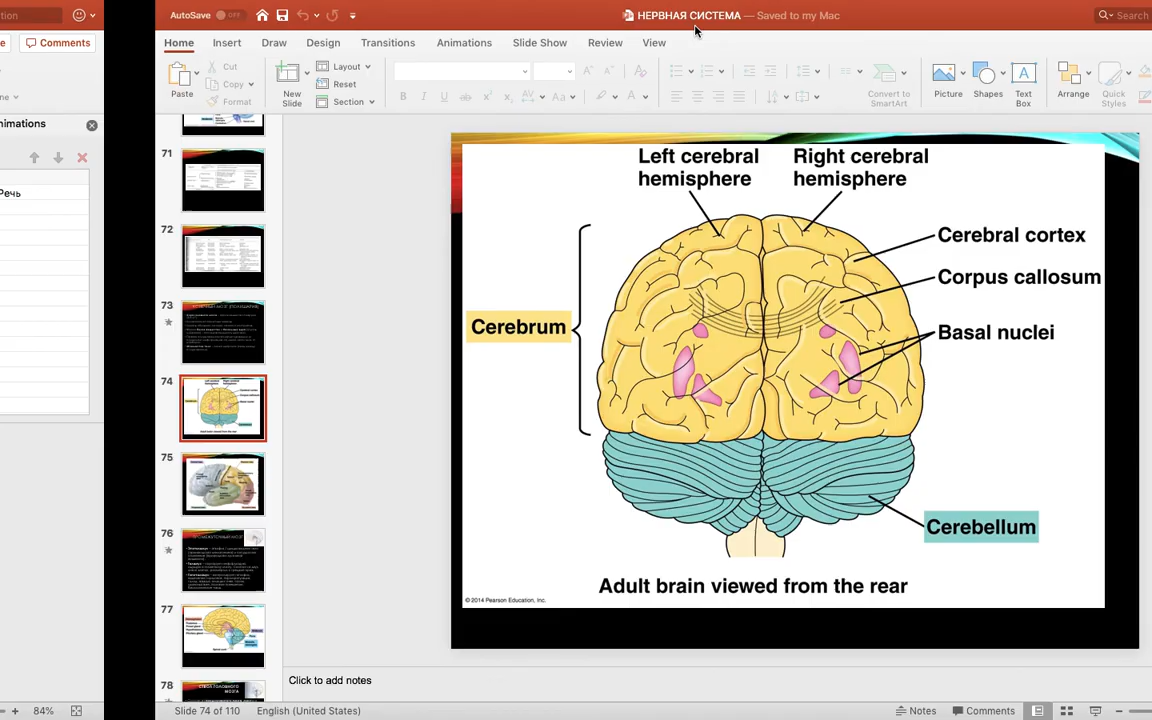 tion
Comments
nimations
Речь
84%
AutoSave OFF
НЕРВНАЯ СИСТЕМА — Saved to my Mac
Search
Home Insert Draw Design Transitions Animations Slide Show Review View
Paste
Cut
Copy
Format
New
Slide
Layout
Reset
Section
Convert to
SmartArt
Picture
Shapes
Text
Box
Arrange
Quick
Styles
71
72
73
74
75
76
77
78
Left cerebral
hemisphere
Right cerebral
hemisphere
Cerebral cortex
Corpus callosum
Cerebrum
Basal nuclei
Cerebellum
Adult brain viewed from the rear
© 2014 Pearson Education, Inc.
Click to add notes
Slide 74 of 110
English (United States)
Notes
Comments